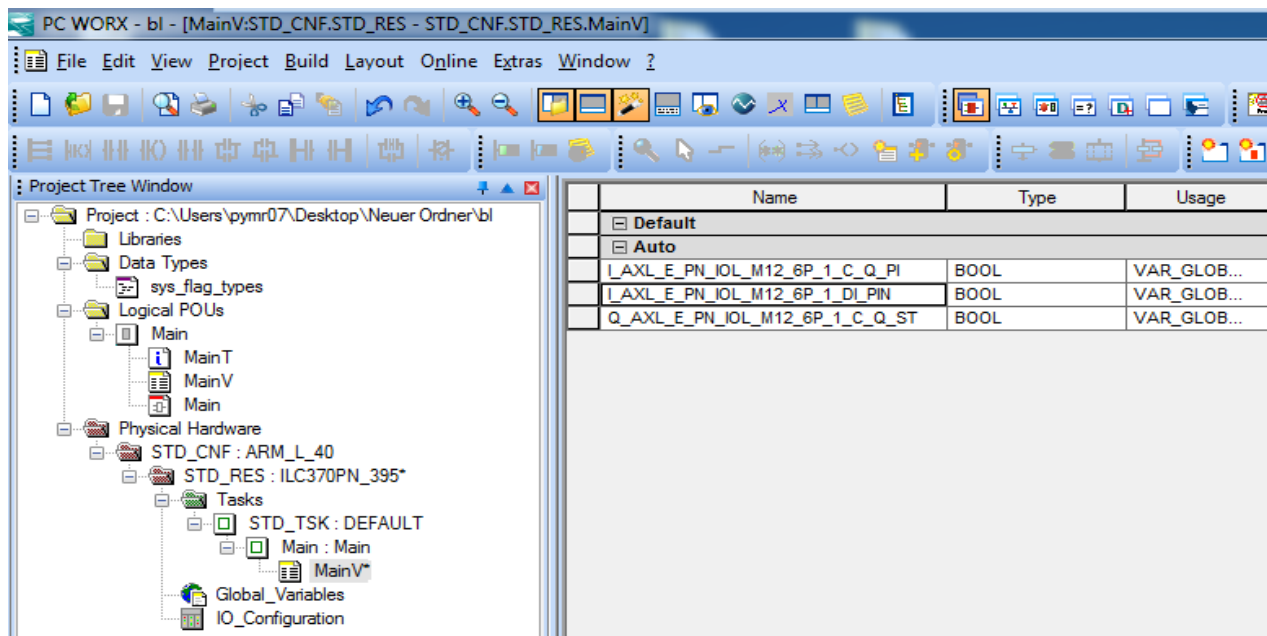 PC WORX - bl - [MainV:STD_CNF.STD_RES - STD_CNF.STD_RES.MainV]
File Edit View Project Build Layout Online Extras Window ?
Project Tree Window
Project : C:\Users\pymr07\Desktop\Neuer Ordner\bl
Libraries
Data Types
sys_flag_types
Logical POUs
Main
MainT
MainV
Main
Physical Hardware
STD_CNF : ARM_L_40
STD_RES : ILC370PN_395*
Tasks
STD_TSK : DEFAULT
Main : Main
MainV*
Global_Variables
IO_Configuration
Name Type Usage
Default
Auto
I_AXL_E_PN_IOL_M12_6P_1_C_Q_PI BOOL VAR_GLOB...
I_AXL_E_PN_IOL_M12_6P_1_DI_PIN BOOL VAR_GLOB...
Q_AXL_E_PN_IOL_M12_6P_1_C_Q_ST BOOL VAR_GLOB...